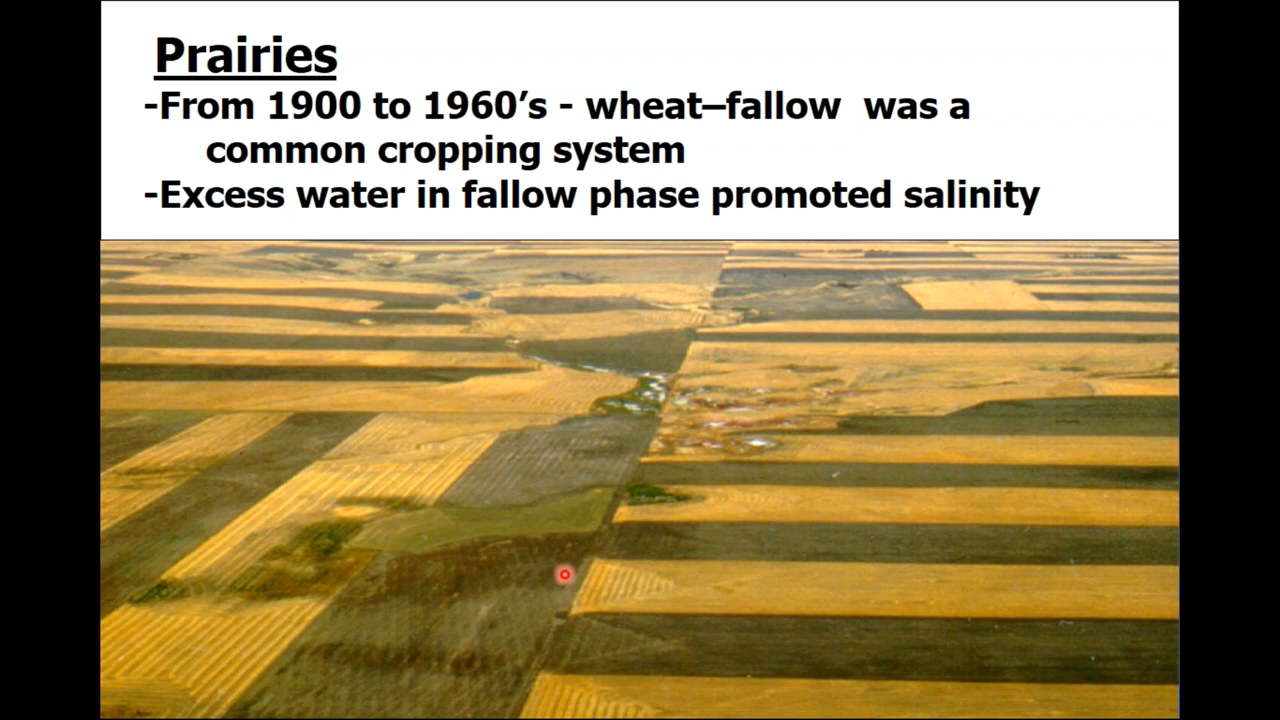 Prairies
-From 1900 to 1960’s - wheat–fallow was a
common cropping system
-Excess water in fallow phase promoted salinity